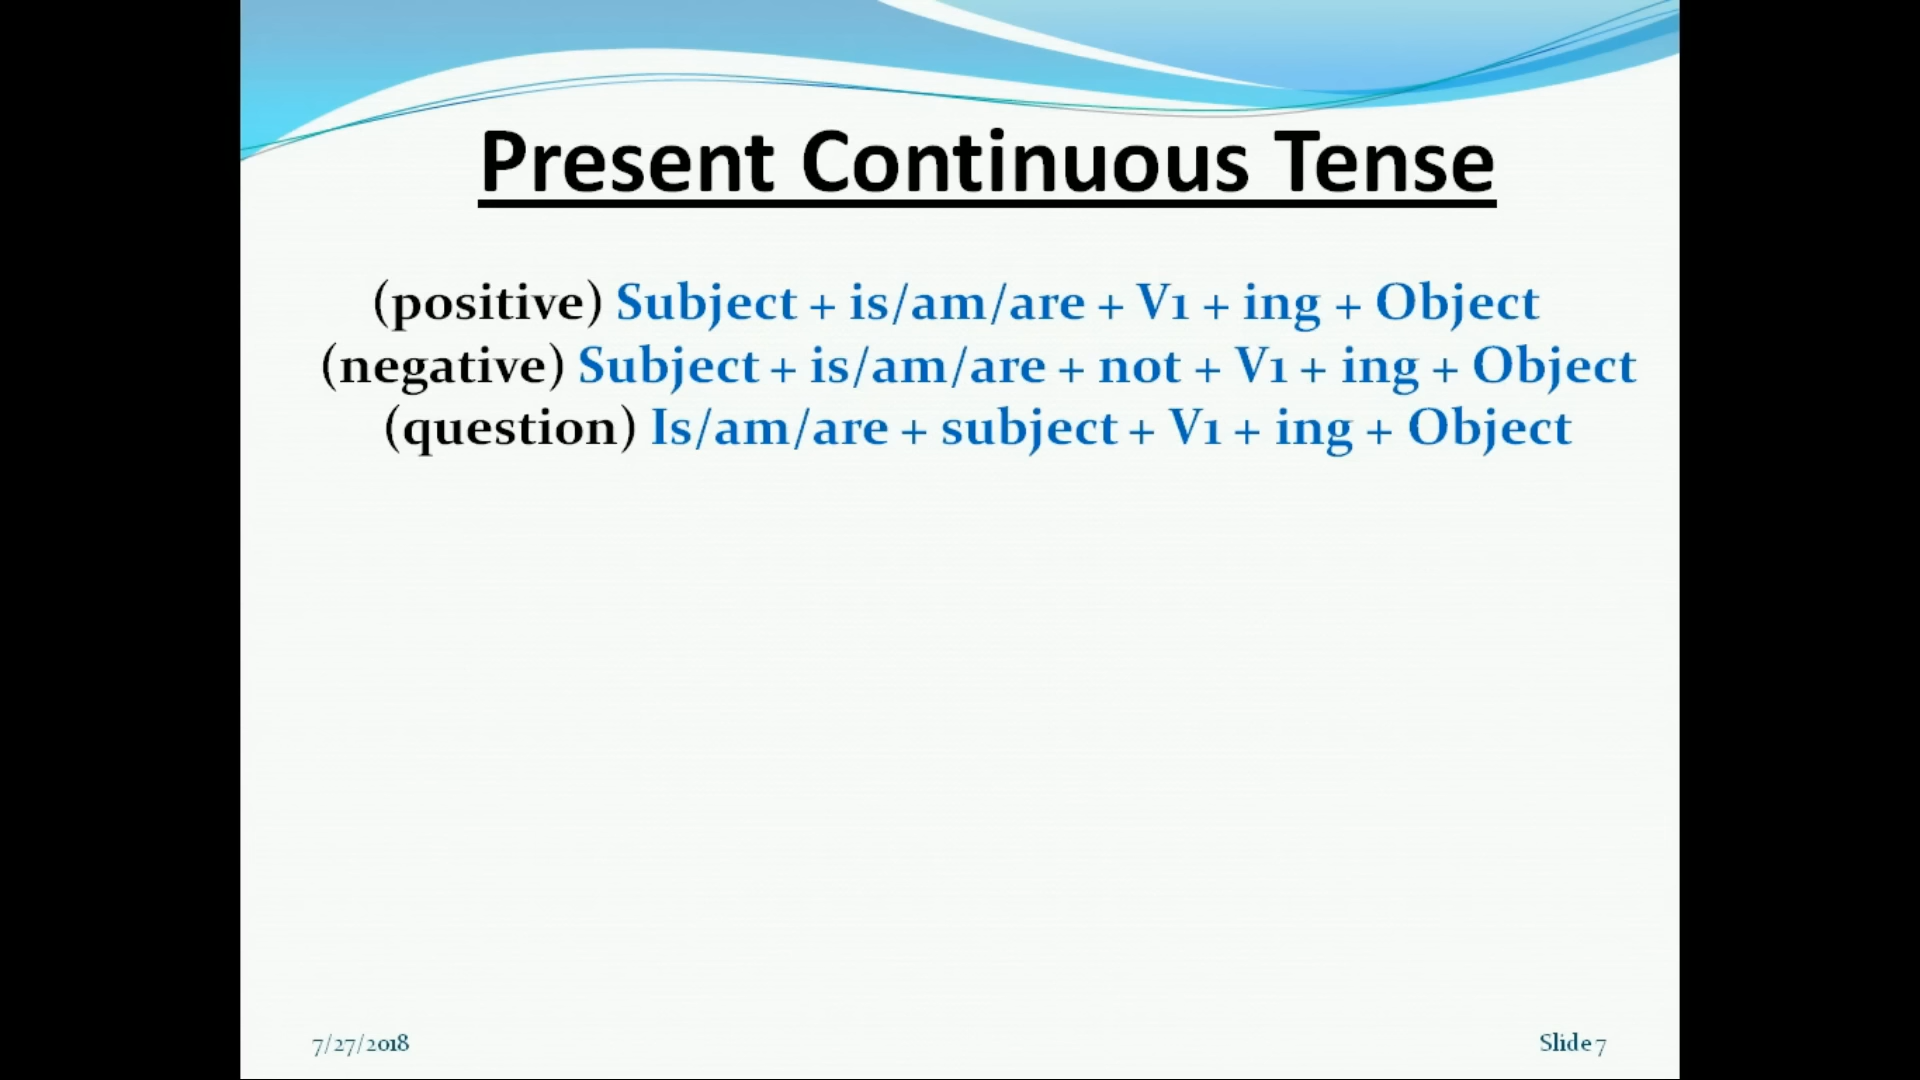 Present Continuous Tense
(positive) Subject + is/am/are + V1 + ing + Object
(negative) Subject + is/am/are + not + V1 + ing + Object
(question) Is/am/are + subject + V1 + ing + Object
7/27/2018
Slide 7